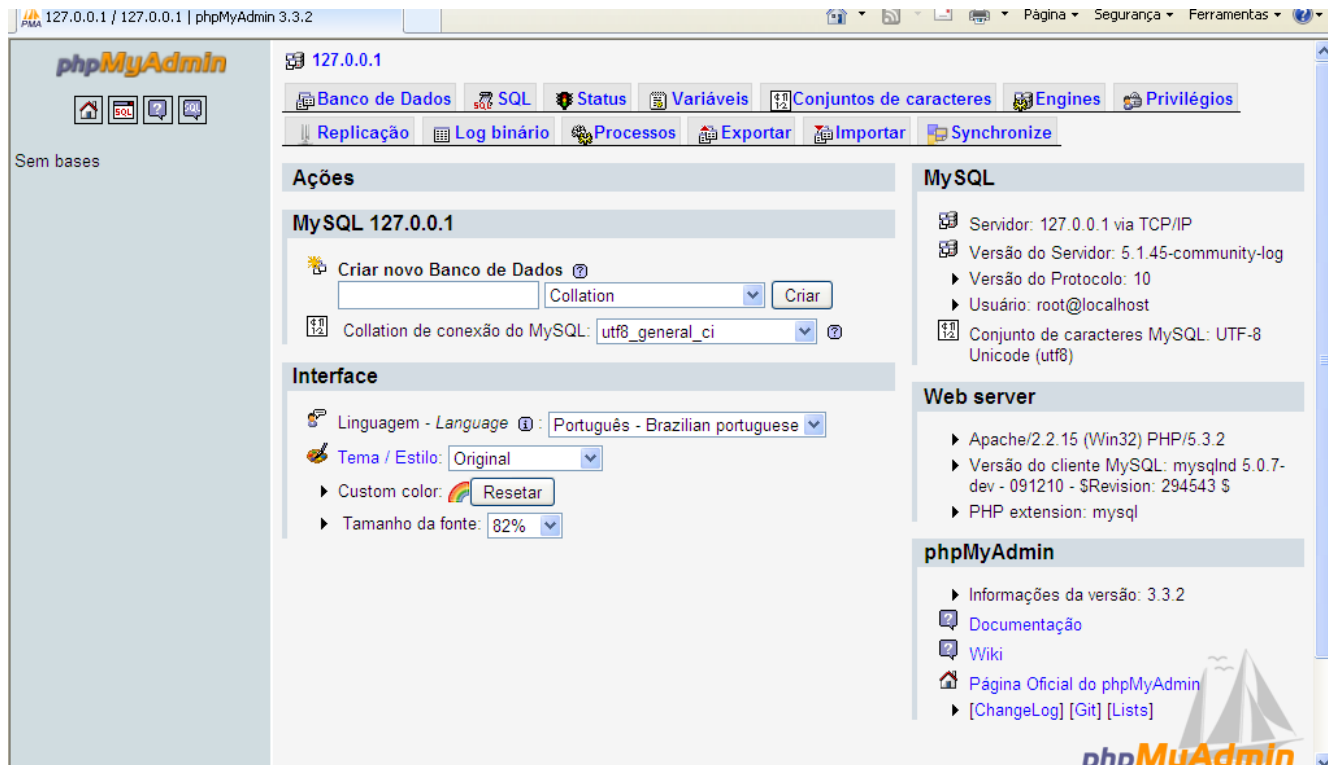 127.0.0.1 / 127.0.0.1 | phpMyAdmin 3.3.2
Página Segurança Ferramentas
phpMyAdmin
SQL SQL
Sem bases
127.0.0.1
Banco de Dados SQL Status Variáveis Conjuntos de caracteres Engines Privilégios
Replicação Log binário Processos Exportar Importar Synchronize
Ações
MySQL 127.0.0.1
Criar novo Banco de Dados
Collation Criar
Collation de conexão do MySQL: utf8_general_ci
Interface
Linguagem - Language : Português - Brazilian portuguese
Tema / Estilo: Original
Custom color: Resetar
Tamanho da fonte: 82%
MySQL
Servidor: 127.0.0.1 via TCP/IP
Versão do Servidor: 5.1.45-community-log
Versão do Protocolo: 10
Usuário: root@localhost
Conjunto de caracteres MySQL: UTF-8
Unicode (utf8)
Web server
Apache/2.2.15 (Win32) PHP/5.3.2
Versão do cliente MySQL: mysqlnd 5.0.7-
dev - 091210 - $Revision: 294543 $
PHP extension: mysql
phpMyAdmin
Informações da versão: 3.3.2
Documentação
Wiki
Página Oficial do phpMyAdmin
[ChangeLog] [Git] [Lists]
phpMyAdmin